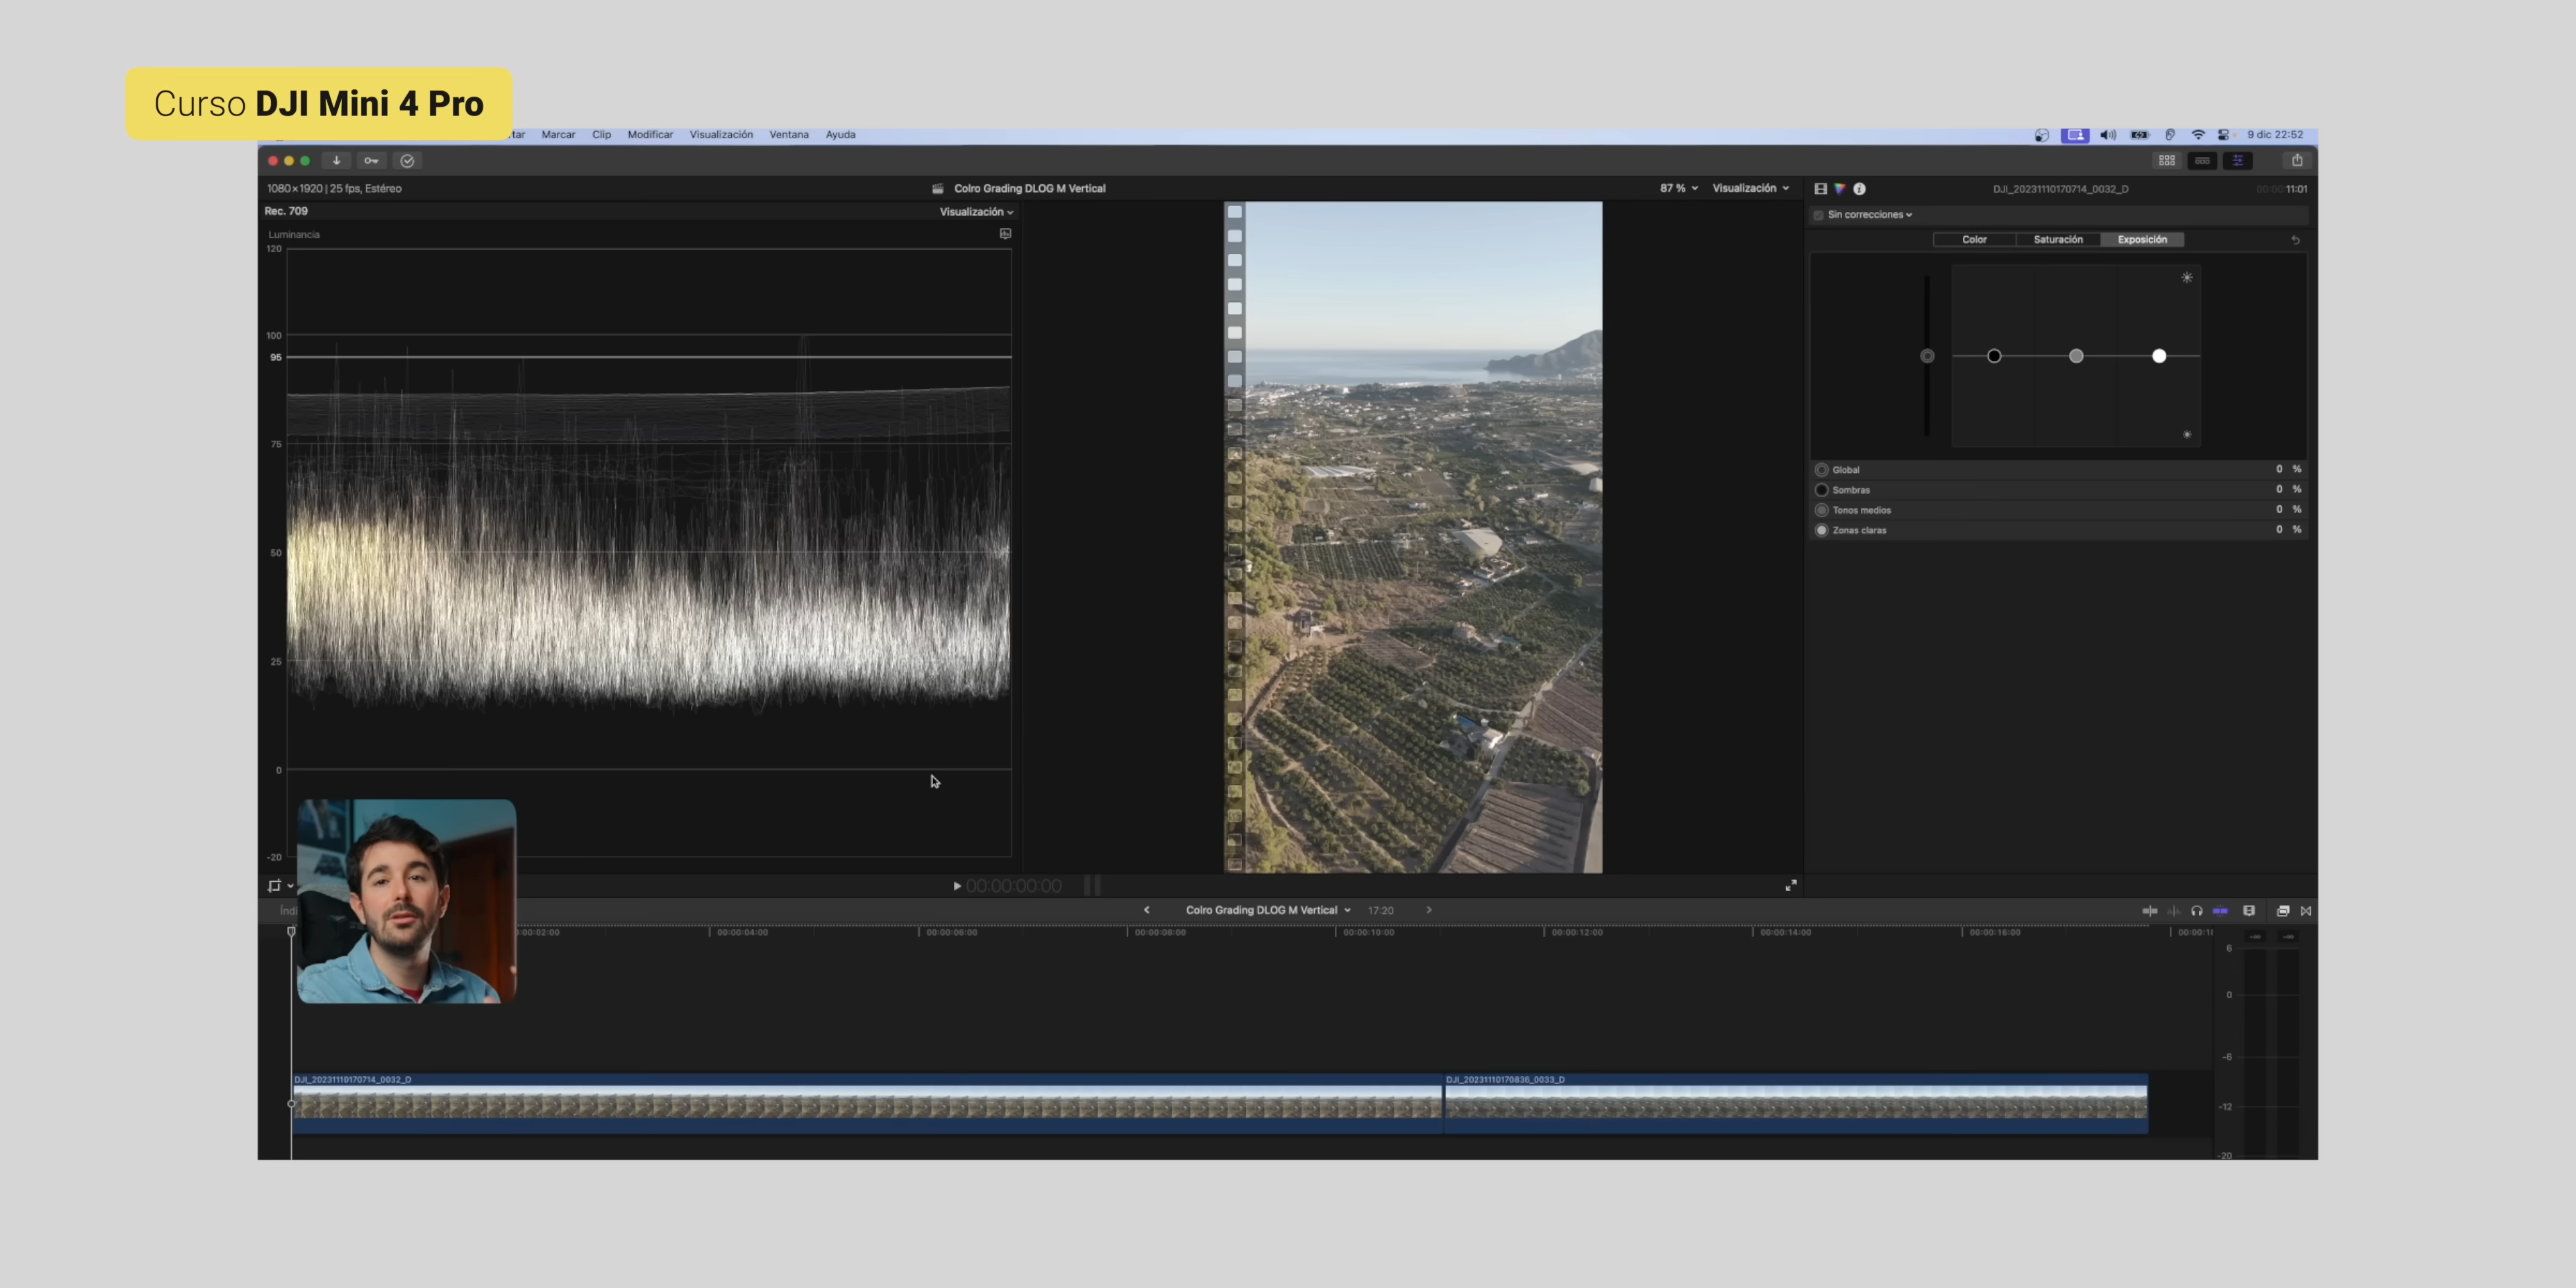 Curso DJI Mini 4 Pro
tar Marcar Clip Modificar Visualización Ventana Ayuda 9 dic 22:52
1080×1920 | 25 fps, Estéreo Colro Grading DLOG M Vertical 87 % Visualización DJI_20231110170714_0032_D 00:00 11:01
Rec. 709 Visualización Sin correcciones
Luminancia
Color Saturación Exposición
120
100
95
75
50
25
0
-20
Global 0 %
Sombras 0 %
Tonos medios 0 %
Zonas claras 0 %
00:00:00:00
Índi Colro Grading DLOG M Vertical 17:20
:00:02:00 00:00:04:00 00:00:06:00 00:00:08:00 00:00:10:00 00:00:12:00 00:00:14:00 00:00:16:00 00:00:1
6
0
-6
-12
-20
DJI_20231110170714_0032_D DJI_20231110170836_0033_D